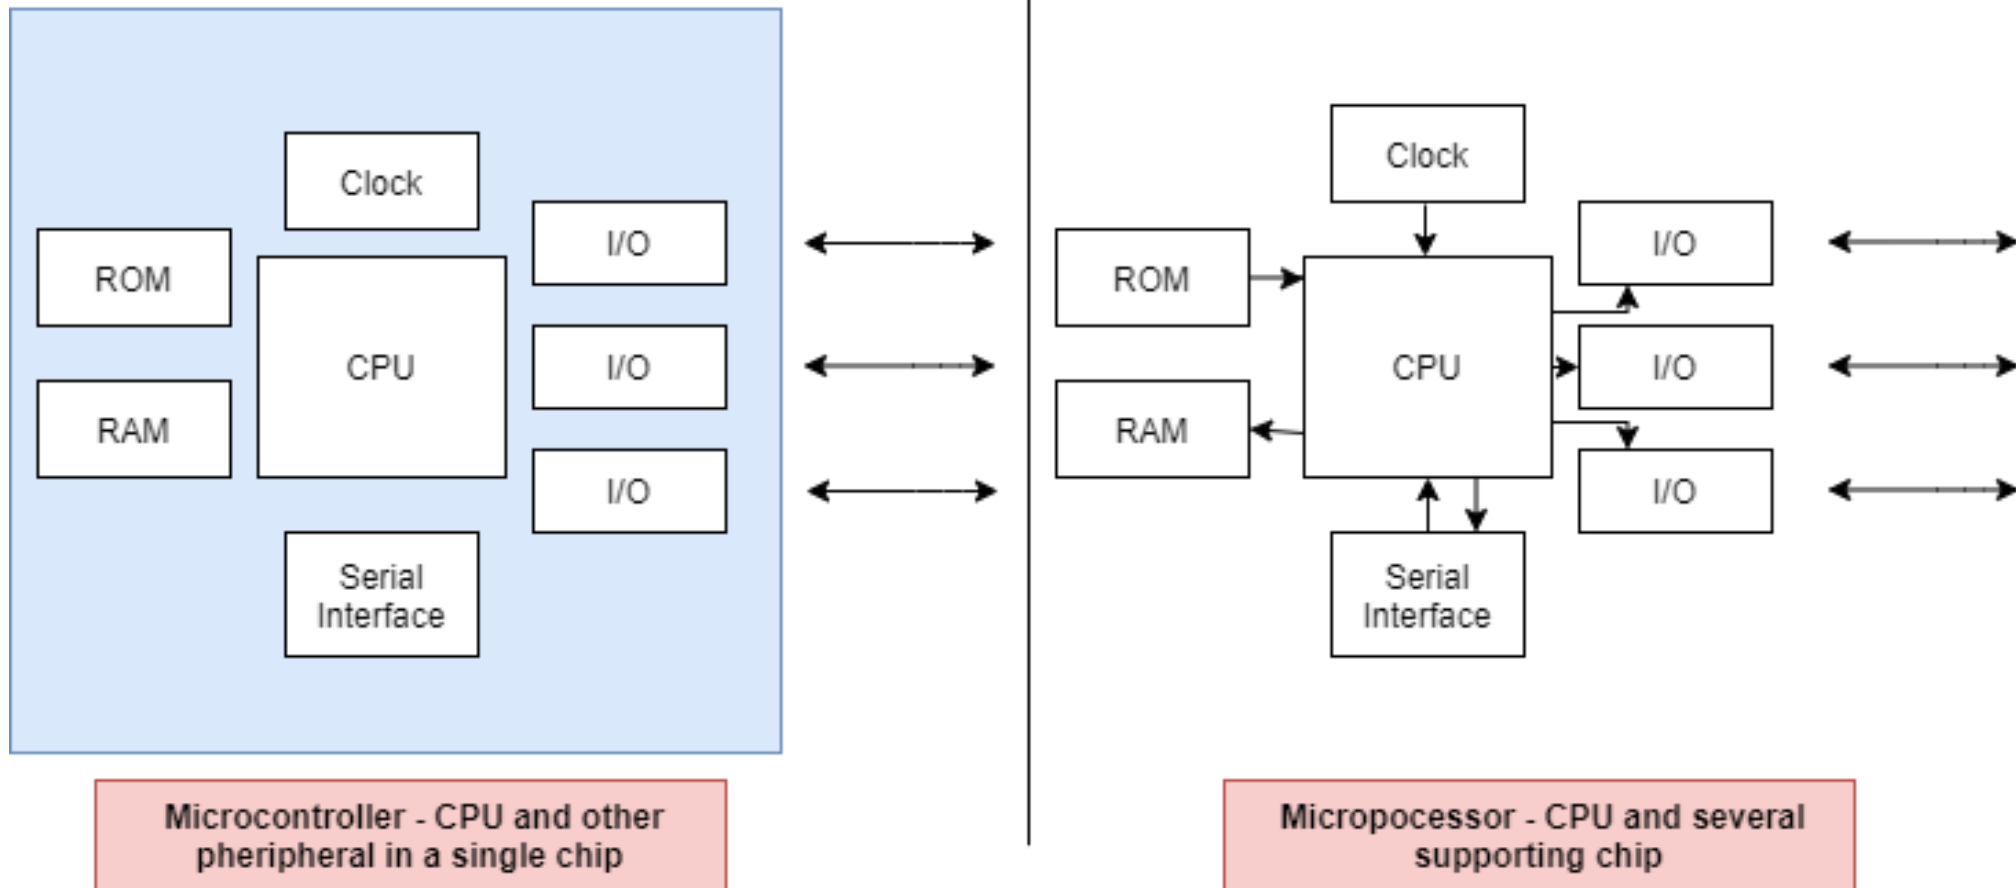 Clock
I/O
ROM
CPU
I/O
RAM
I/O
Serial
Interface
Microcontroller - CPU and other
pheripheral in a single chip
Clock
I/O
ROM
CPU
I/O
RAM
I/O
Serial
Interface
Micropocessor - CPU and several
supporting chip